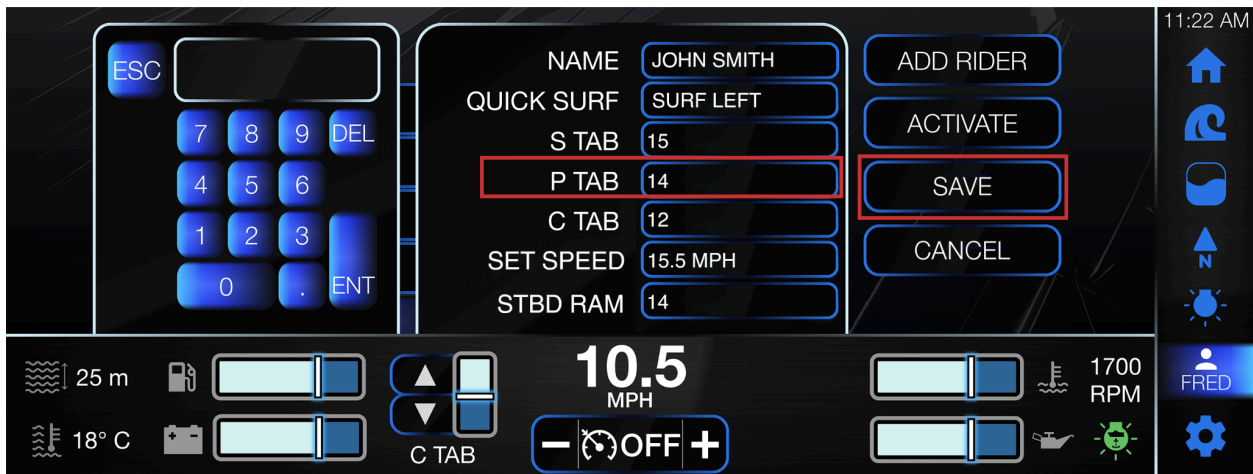 11:22 AM
ESC
7 8 9 DEL
4 5 6
1 2 3
0 . ENT
NAME JOHN SMITH
QUICK SURF SURF LEFT
S TAB 15
P TAB 14
C TAB 12
SET SPEED 15.5 MPH
STBD RAM 14
ADD RIDER
ACTIVATE
SAVE
CANCEL
N
FRED
25 m
18° C
C TAB
10.5
MPH
− OFF +
1700
RPM